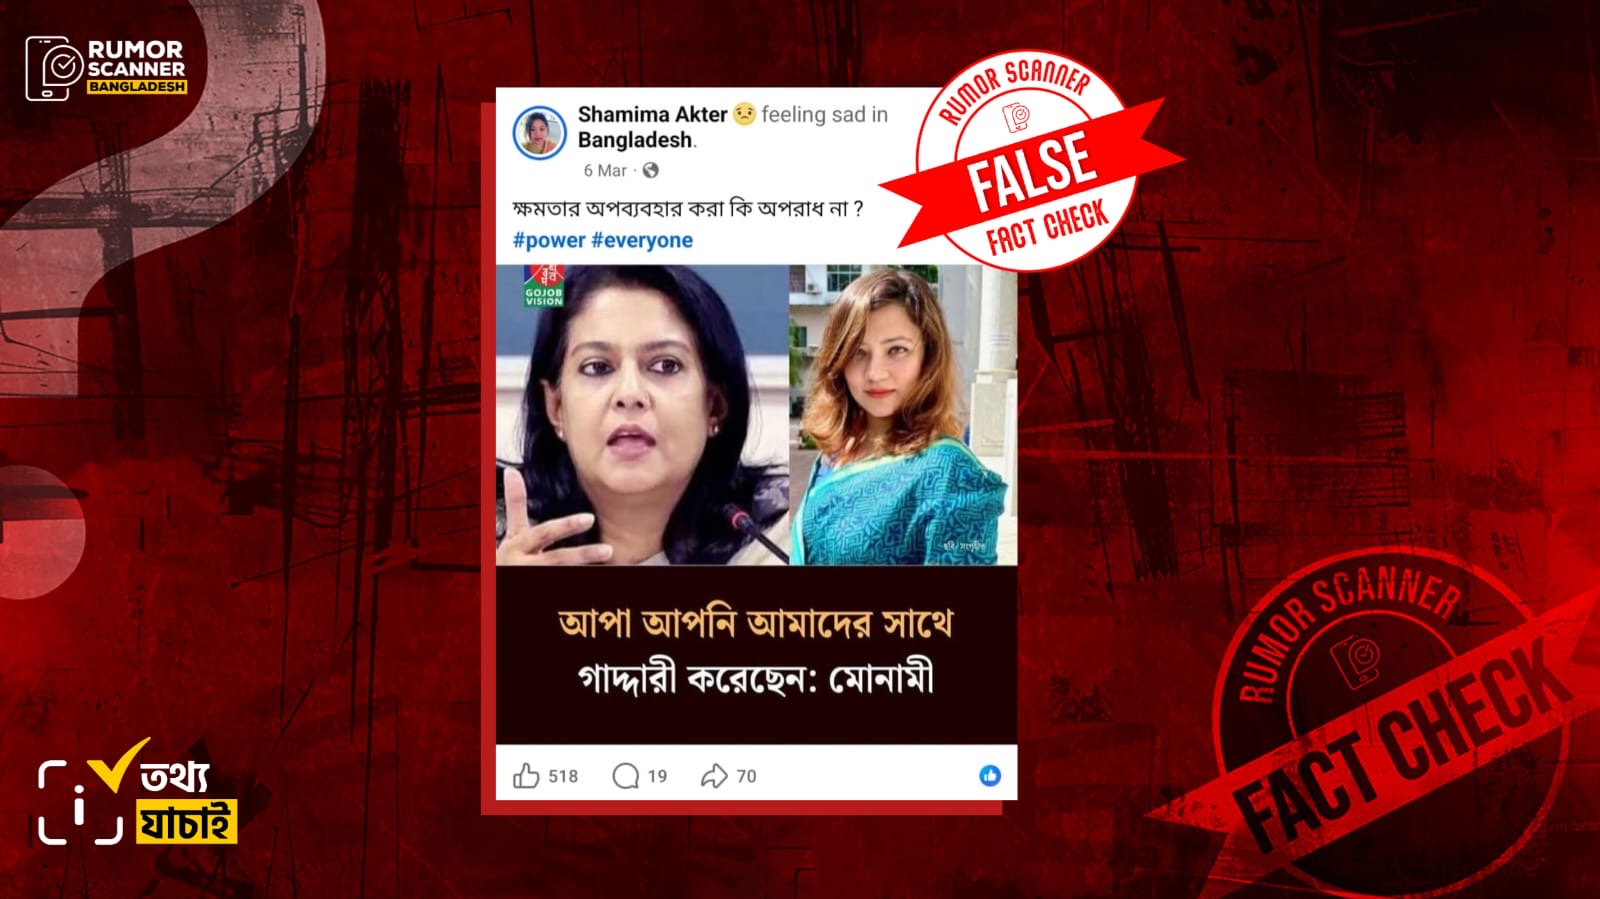 RUMOR
SCANNER
BANGLADESH
Shamima Akter 😟 feeling sad in
Bangladesh.
6 Mar ·
ক্ষমতার অপব্যবহার করা কি অপরাধ না ?
#power #everyone
RUMOR SCANNER
FALSE
FACT CHECK
GOJOB
VISION
ছবি: সংগৃহীত
আপা আপনি আমাদের সাথে
গাদ্দারী করেছেন: মোনামী
518 19 70
তথ্য
যাচাই
RUMOR SCANNER
FACT CHECK